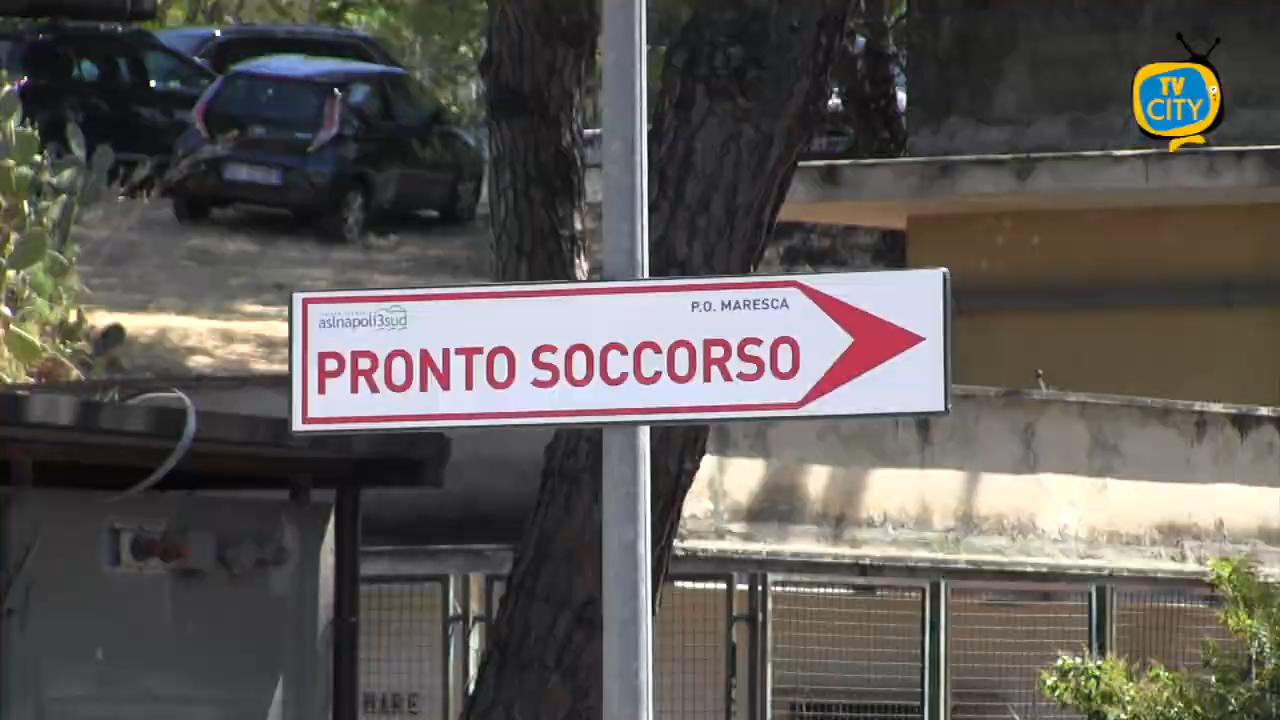 TV
CITY
P.O. MARESCA
aslnapoli3sud
PRONTO SOCCORSO